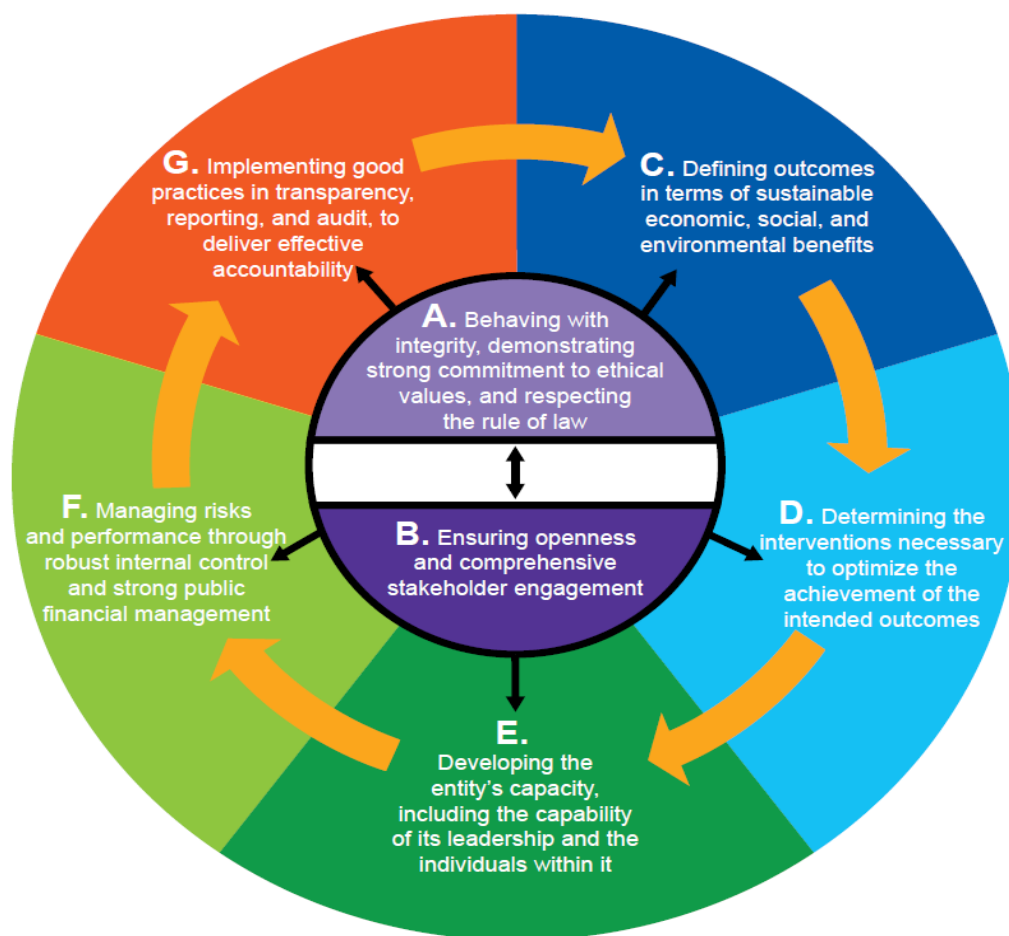 G. Implementing good
practices in transparency,
reporting, and audit, to
deliver effective
accountability
C. Defining outcomes
in terms of sustainable
economic, social, and
environmental benefits
A. Behaving with
integrity, demonstrating
strong commitment to ethical
values, and respecting
the rule of law
B. Ensuring openness
and comprehensive
stakeholder engagement
D. Determining the
interventions necessary
to optimize the
achievement of the
intended outcomes
E.
Developing the
entity's capacity,
including the capability
of its leadership and the
individuals within it
F. Managing risks
and performance through
robust internal control
and strong public
financial management